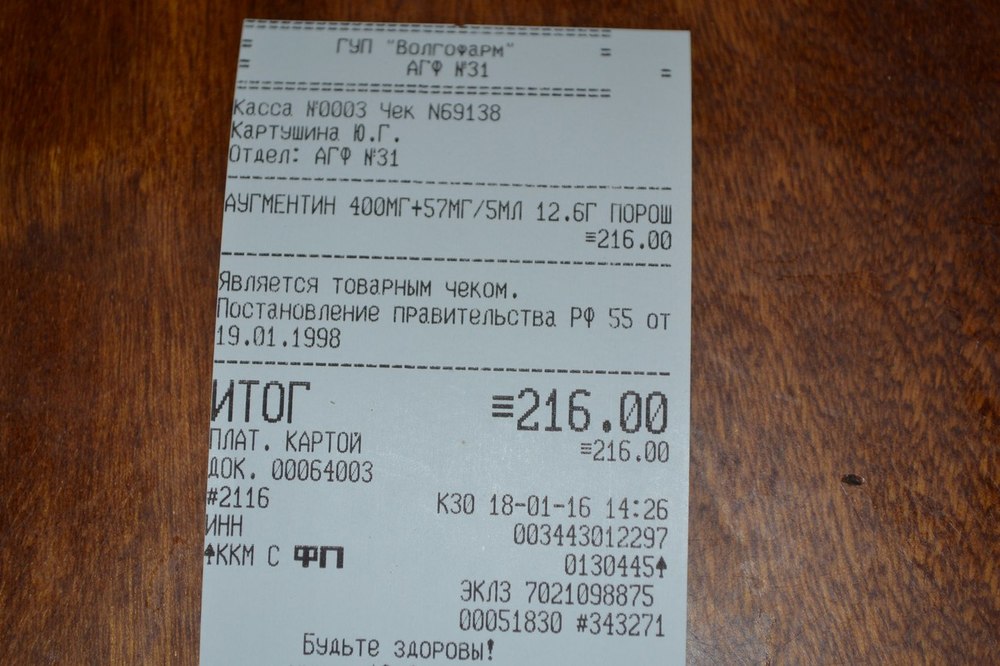 ГУП "Волгофарм"
АГФ №31
Касса №0003 Чек N69138
Картушина Ю.Г.
Отдел: АГФ №31
АУГМЕНТИН 400МГ+57МГ/5МЛ 12.6Г ПОРОШ
≡216.00
Является товарным чеком.
Постановление правительства РФ 55 от
19.01.1998
ИТОГ ≡216.00
ПЛАТ. КАРТОЙ ≡216.00
ДОК. 00064003
#2116 КЗ0 18-01-16 14:26
ИНН 003443012297
ККМ С ФП 0130445
ЭКЛЗ 7021098875
00051830 #343271
Будьте здоровы!